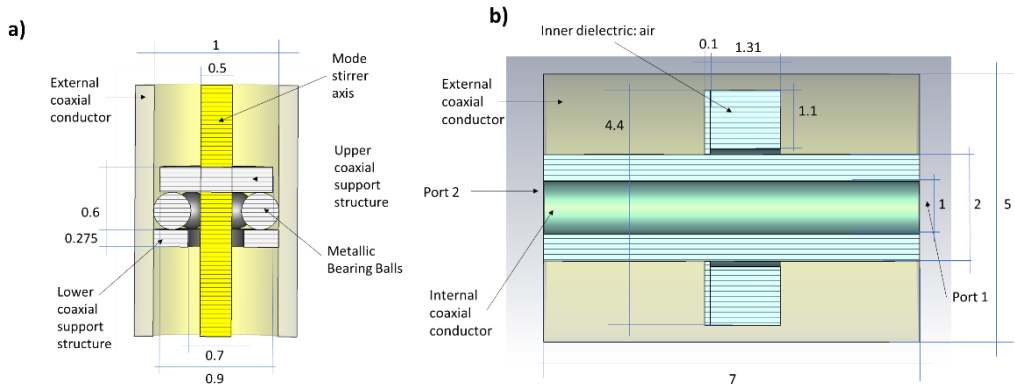 a)
1
0.5
External
coaxial
conductor
Mode
stirrer
axis
Upper
coaxial
support
structure
0.6
0.275
Metallic
Bearing Balls
Lower
coaxial
support
structure
0.7
0.9
b)
Inner dielectric: air
0.1
1.31
External
coaxial
conductor
4.4
1.1
Port 2
1
2
5
Internal
coaxial
conductor
Port 1
7